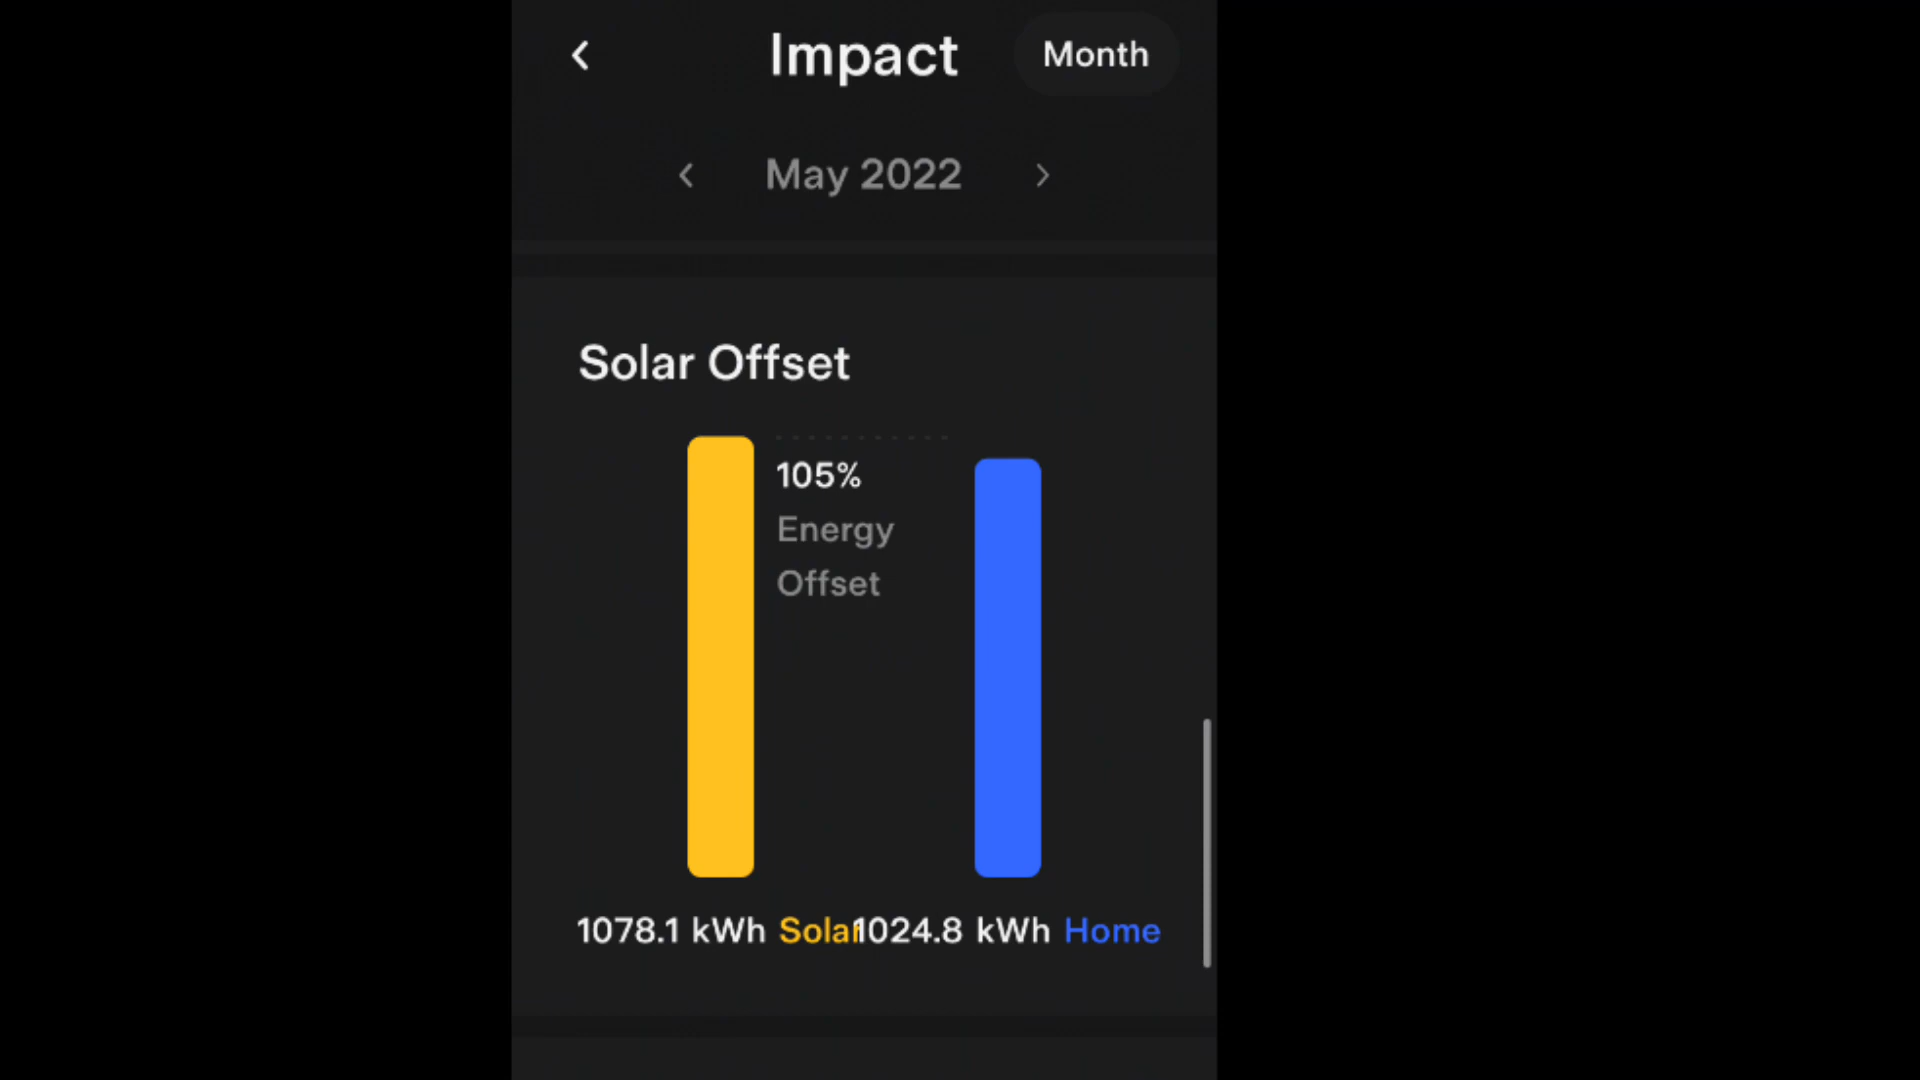 Impact
Month
May 2022
Solar Offset
105%
Energy
Offset
1078.1 kWh Solar
1024.8 kWh Home